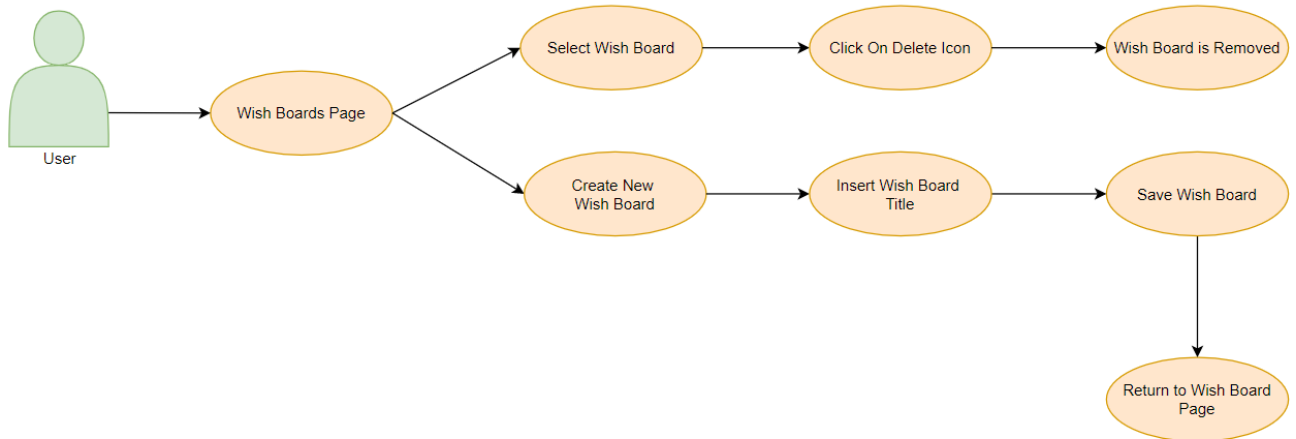 User
Wish Boards Page
Select Wish Board
Click On Delete Icon
Wish Board is Removed
Create New
Wish Board
Insert Wish Board
Title
Save Wish Board
Return to Wish Board
Page